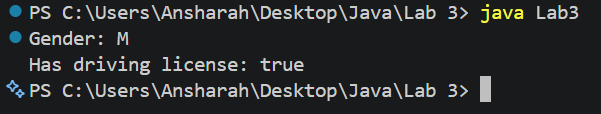 PS C:\Users\Ansharah\Desktop\Java\Lab 3> java Lab3
Gender: M
Has driving license: true
PS C:\Users\Ansharah\Desktop\Java\Lab 3>